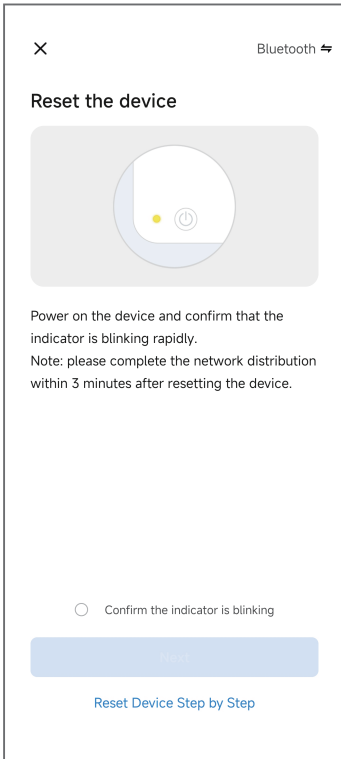 Bluetooth
Reset the device
Power on the device and confirm that the
indicator is blinking rapidly.
Note: please complete the network distribution
within 3 minutes after resetting the device.
Confirm the indicator is blinking
Next
Reset Device Step by Step